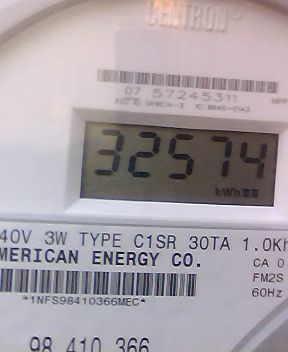 CENTRON®
07 57245311
32574
kWh
40V 3W TYPE C1SR 30TA 1.0Kh
MERICAN ENERGY CO.
CA 0
FM2S
*1NFS98410366MEC*
60Hz
98 410 366